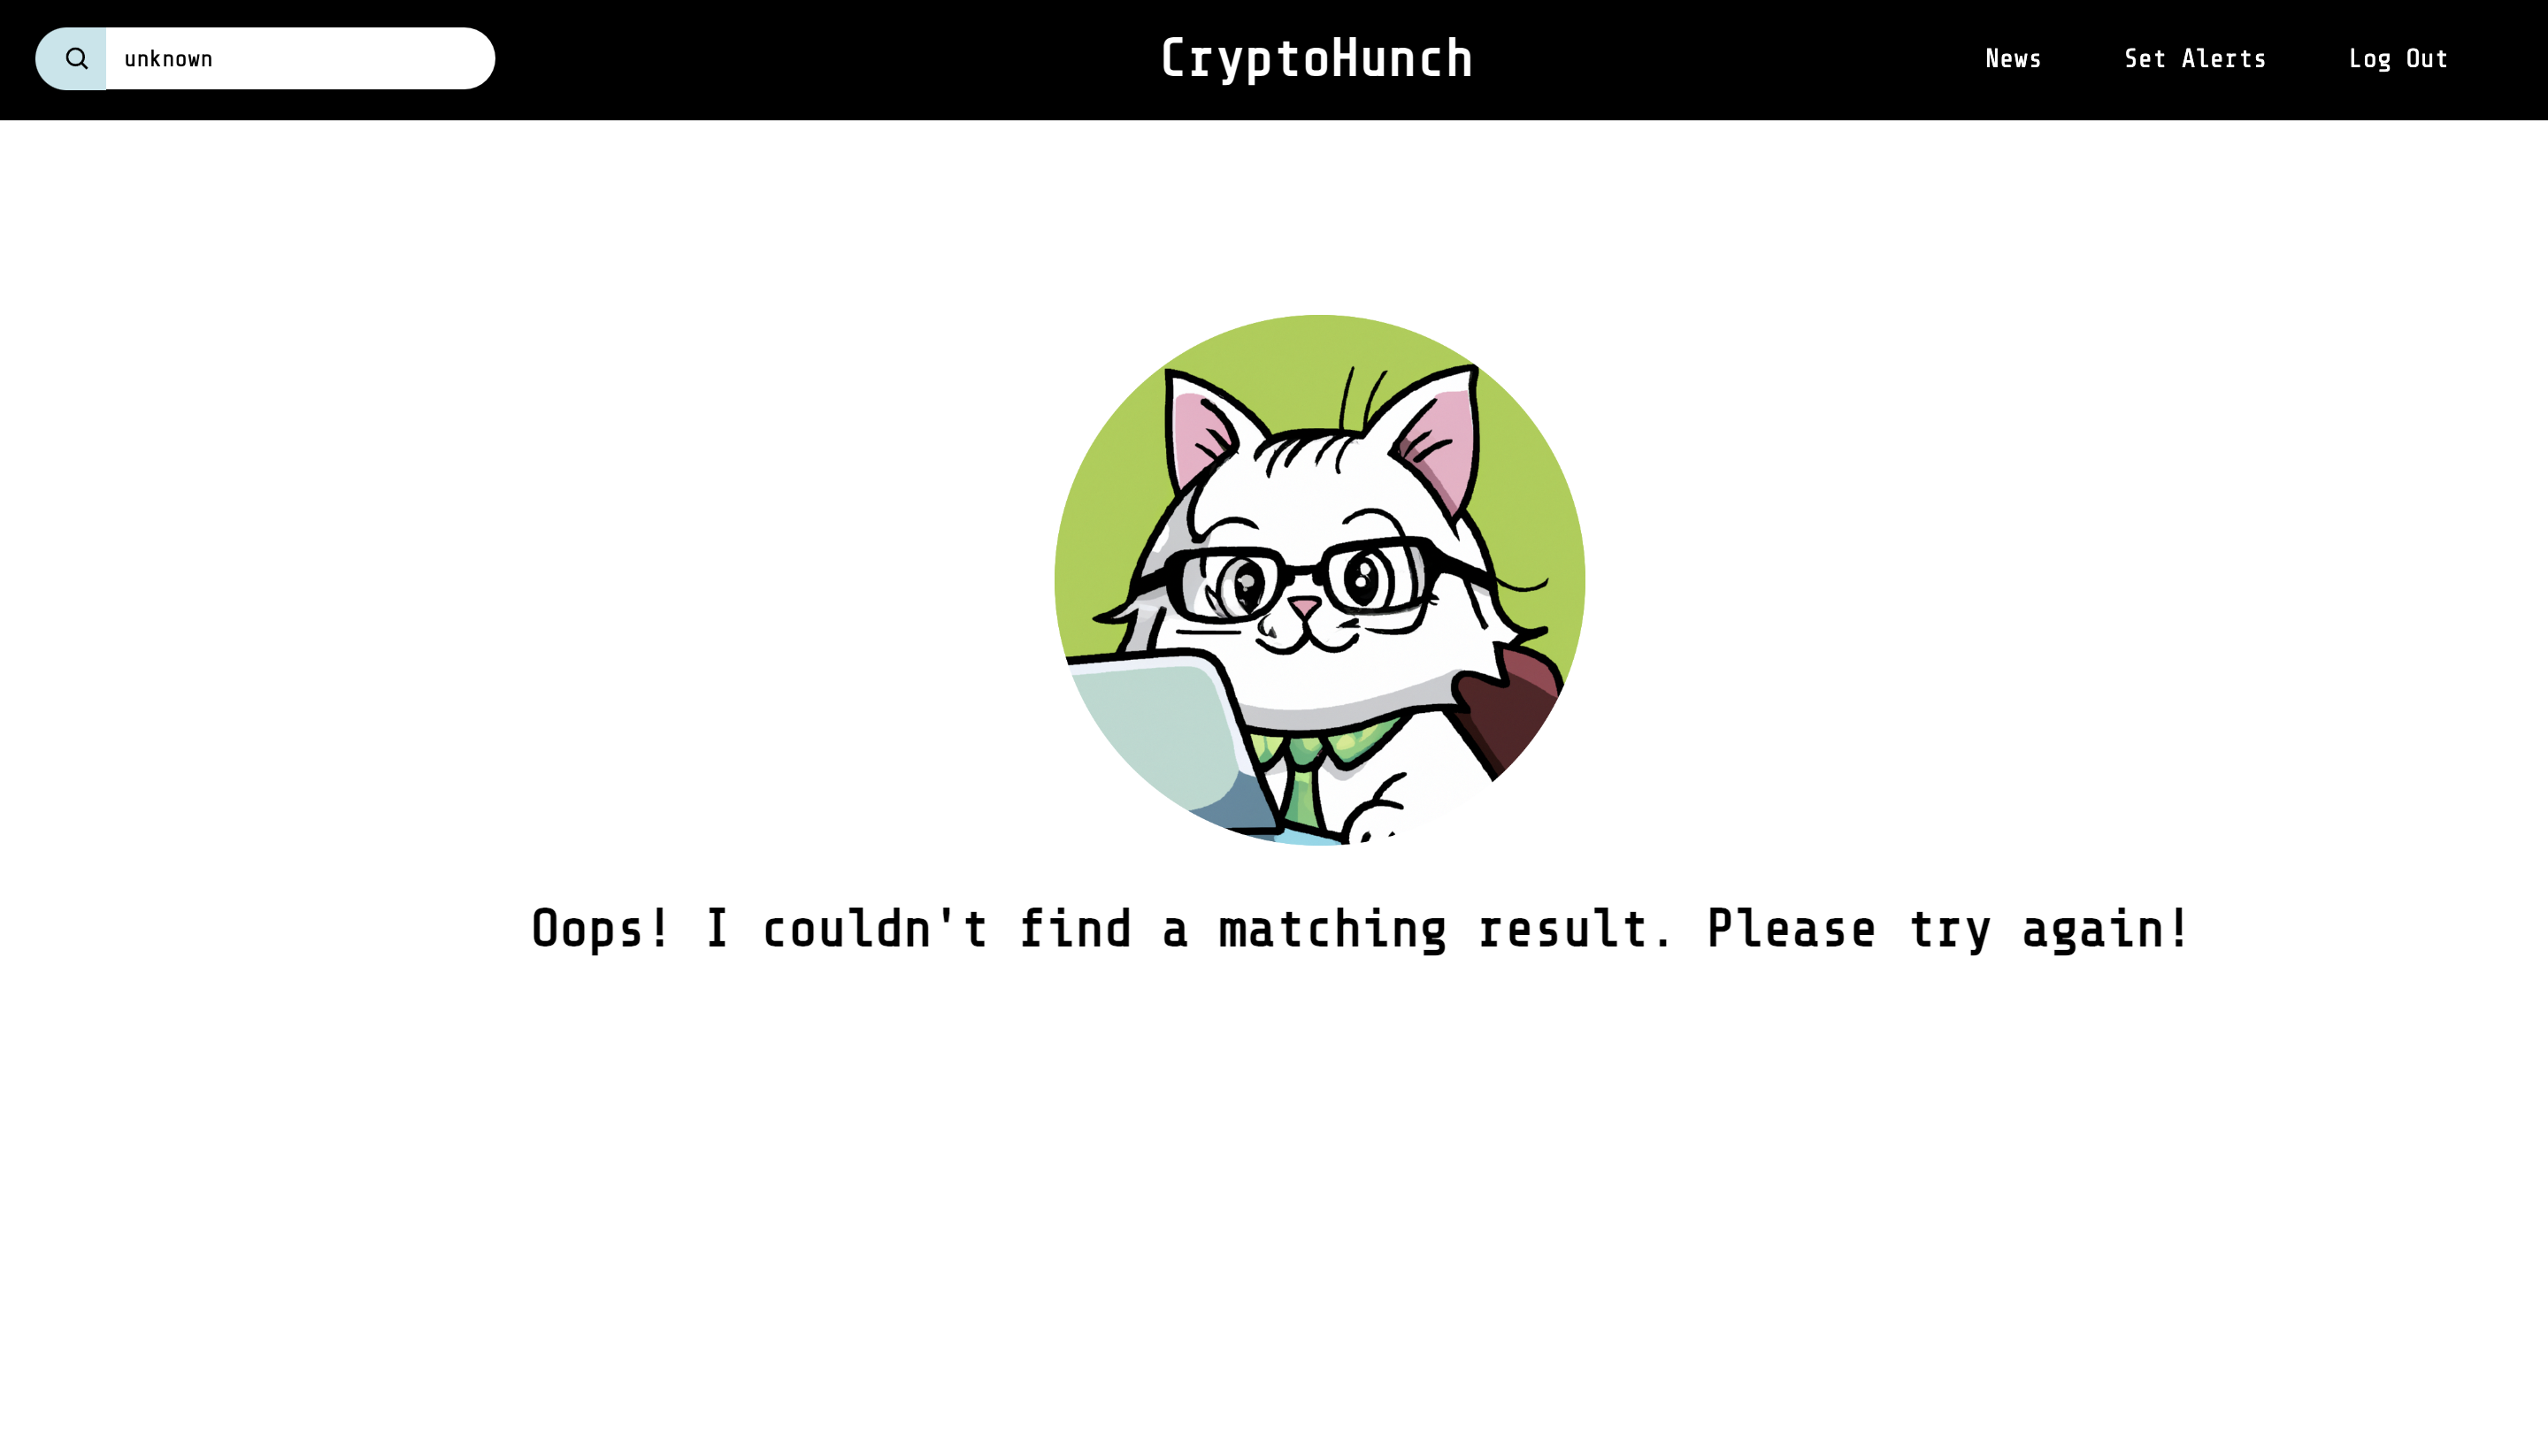 unknown
CryptoHunch
News
Set Alerts
Log Out
Oops! I couldn't find a matching result. Please try again!